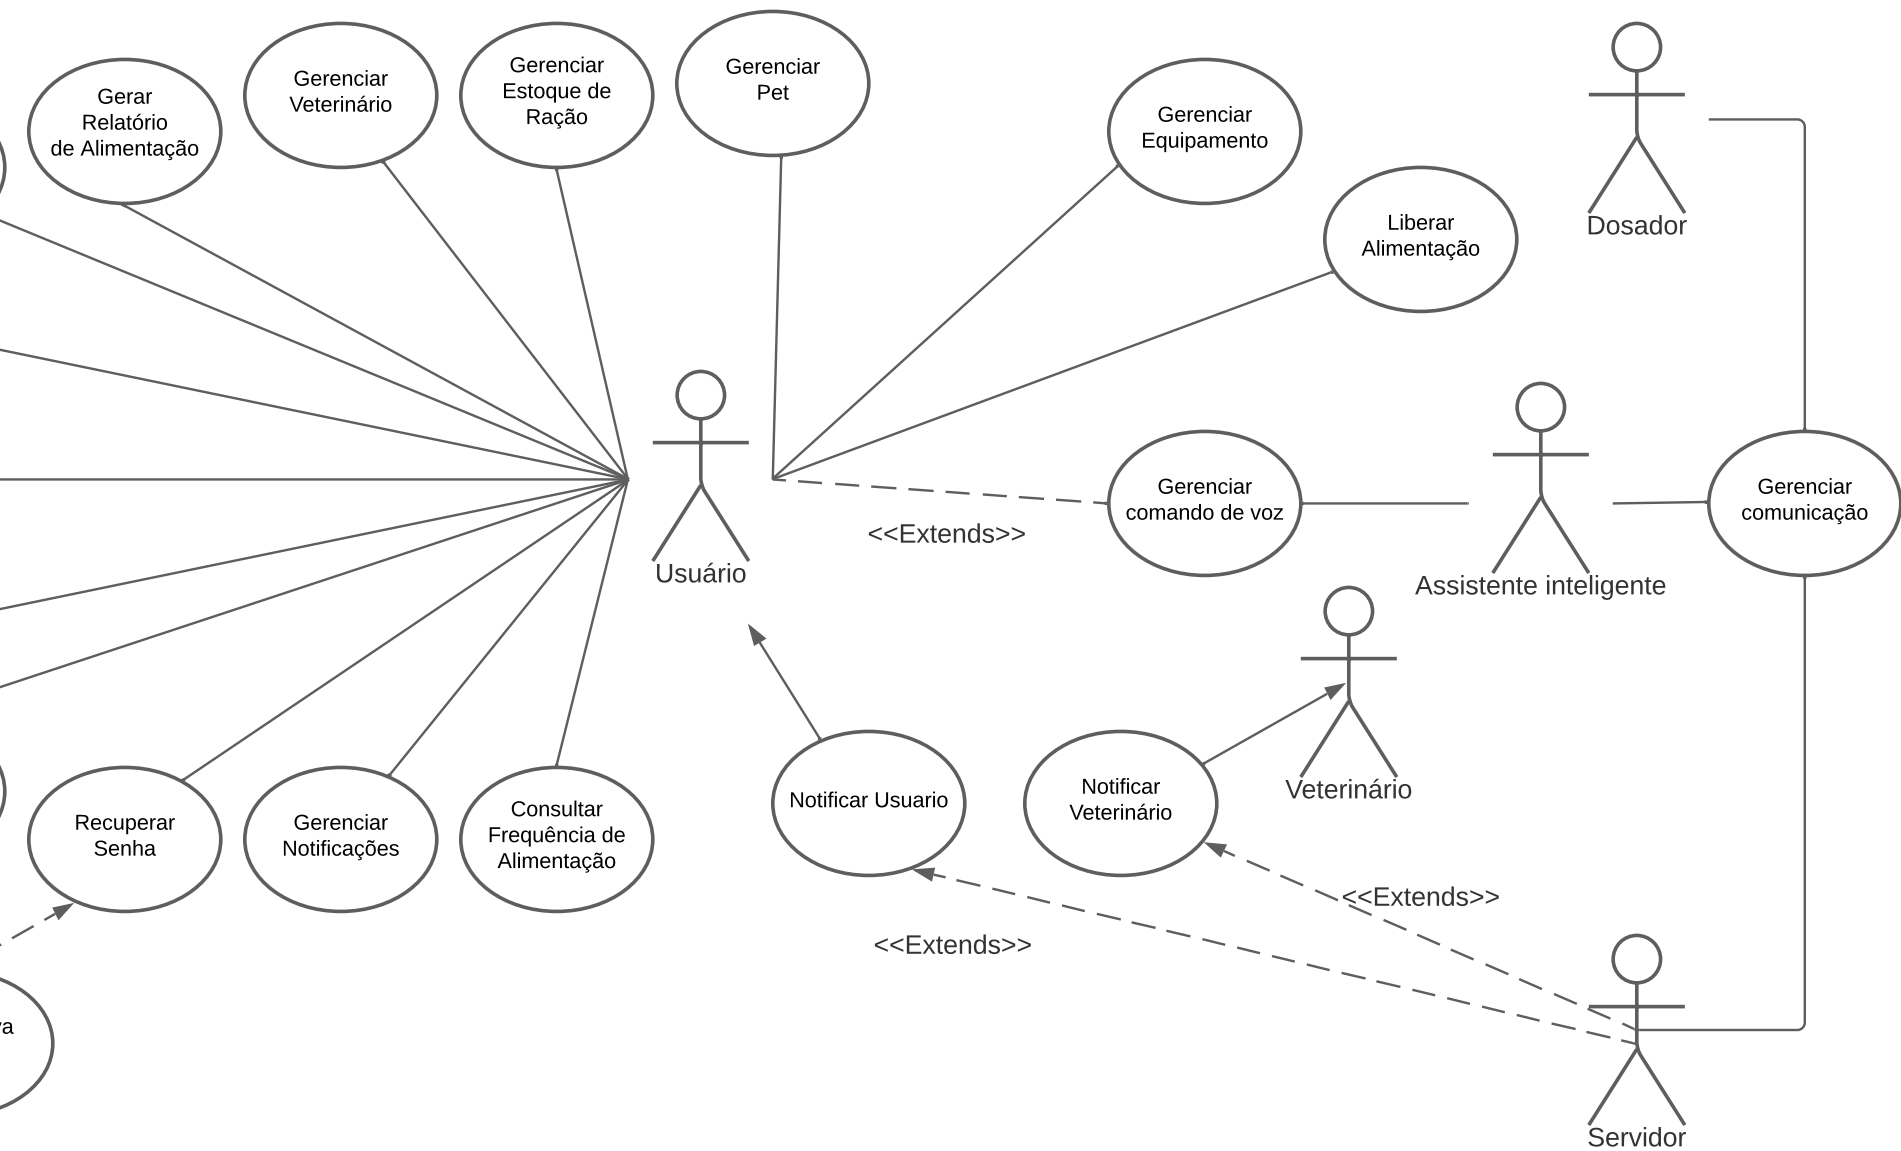 Gerar
Relatório
de Alimentação
Gerenciar
Veterinário
Gerenciar
Estoque de
Ração
Gerenciar
Pet
Gerenciar
Equipamento
Liberar
Alimentação
Dosador
Usuário
Gerenciar
comando de voz
<<Extends>>
Assistente inteligente
Gerenciar
comunicação
Veterinário
Recuperar
Senha
Gerenciar
Notificações
Consultar
Frequência de
Alimentação
Notificar Usuario
Notificar
Veterinário
<<Extends>>
<<Extends>>
va
Servidor